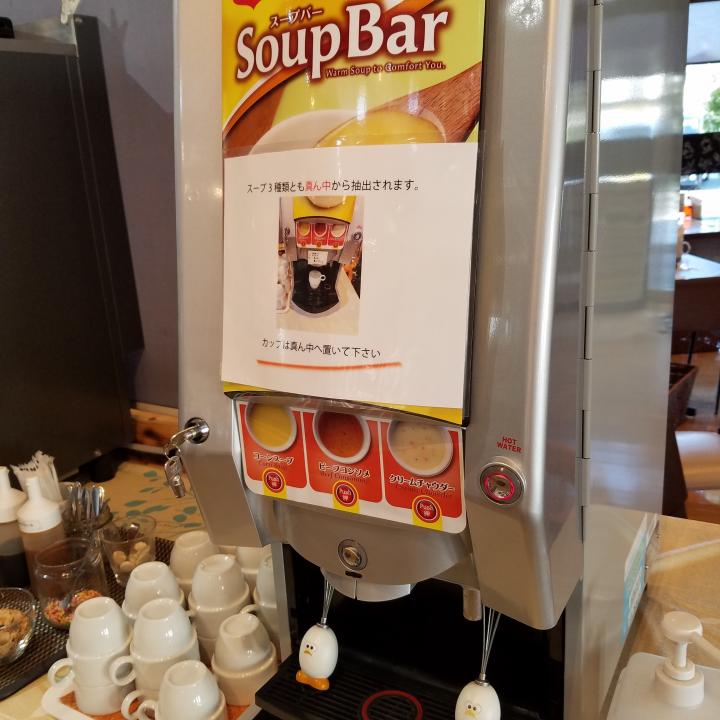 スープバー
SoupBar
Warm Soup to Comfort You.
スープ3種類とも真ん中から抽出されます。
カップは真ん中へ置いて下さい
コーンスープ
ビーフコンソメ
クリームチャウダー
Push
Push
Push
HOT
WATER